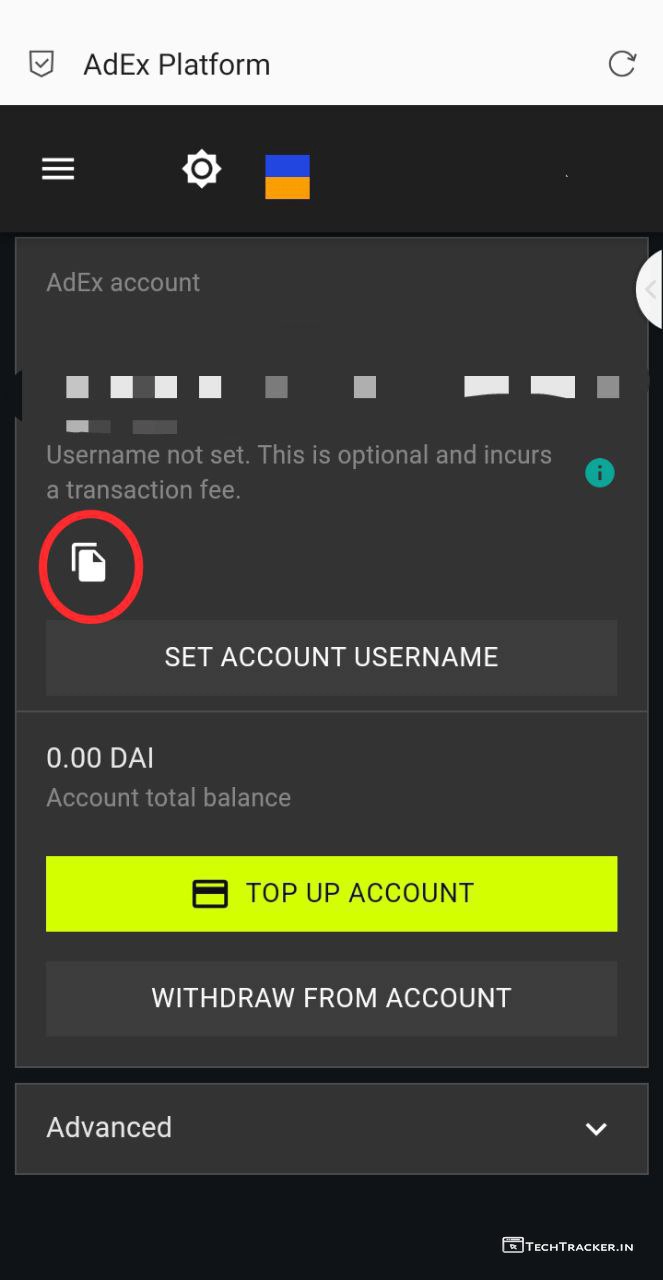 AdEx Platform
AdEx account
Username not set. This is optional and incurs
a transaction fee.
SET ACCOUNT USERNAME
0.00 DAI
Account total balance
TOP UP ACCOUNT
WITHDRAW FROM ACCOUNT
Advanced
TECHTRACKER.IN